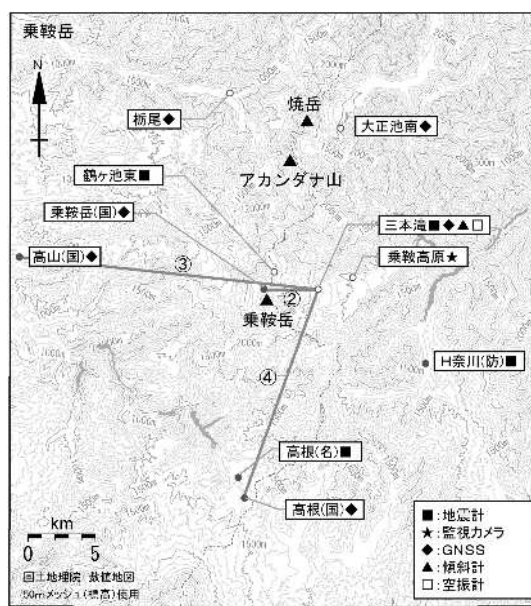 乗鞍岳
N
焼岳
栃尾◆
大正池南◆
アカンダナ山
鶴ヶ池東■
乗鞍岳(国)◆
三本滝■◆▲□
高山(国)◆
③
乗鞍高原★
②
乗鞍岳
H奈川(防)■
④
高根(名)■
高根(国)◆
km
0 5
国土地理院 数値地図
50mメッシュ(標高)使用
■:地震計
★:監視カメラ
◆:GNSS
▲:傾斜計
□:空振計